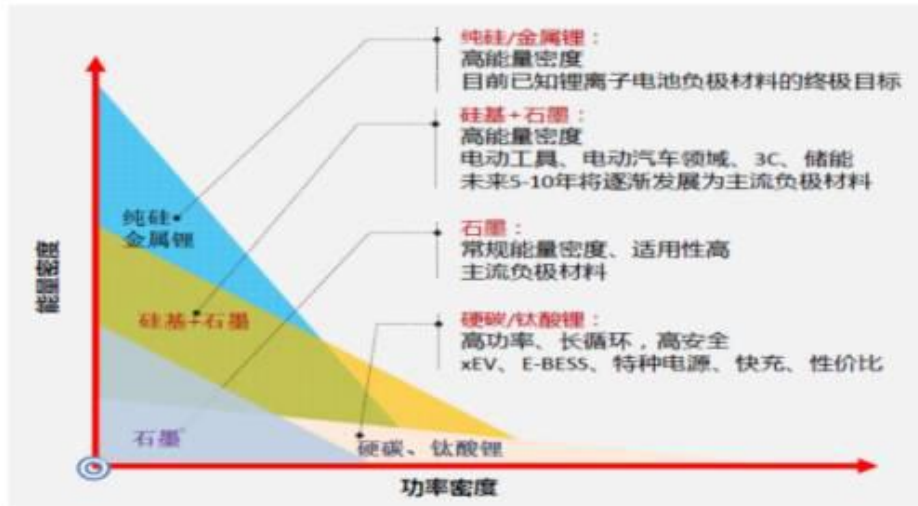 纯硅/金属锂：
高能量密度
目前已知锂离子电池负极材料的终极目标
硅基+石墨：
高能量密度
电动工具、电动汽车领域、3C、储能
未来5-10年将逐渐发展为主流负极材料
石墨：
常规能量密度、适用性高
主流负极材料
硬碳/钛酸锂：
高功率、长循环，高安全
xEV、E-BESS、特种电源、快充、性价比
能量密度
纯硅
金属锂
硅基+石墨
石墨
硬碳、钛酸锂
功率密度